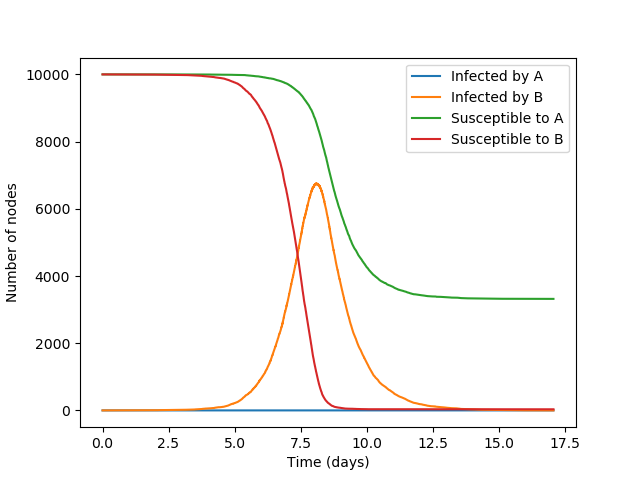 Infected by A
Infected by B
Susceptible to A
Susceptible to B
10000
8000
6000
4000
2000
0
Number of nodes
0.0 2.5 5.0 7.5 10.0 12.5 15.0 17.5
Time (days)